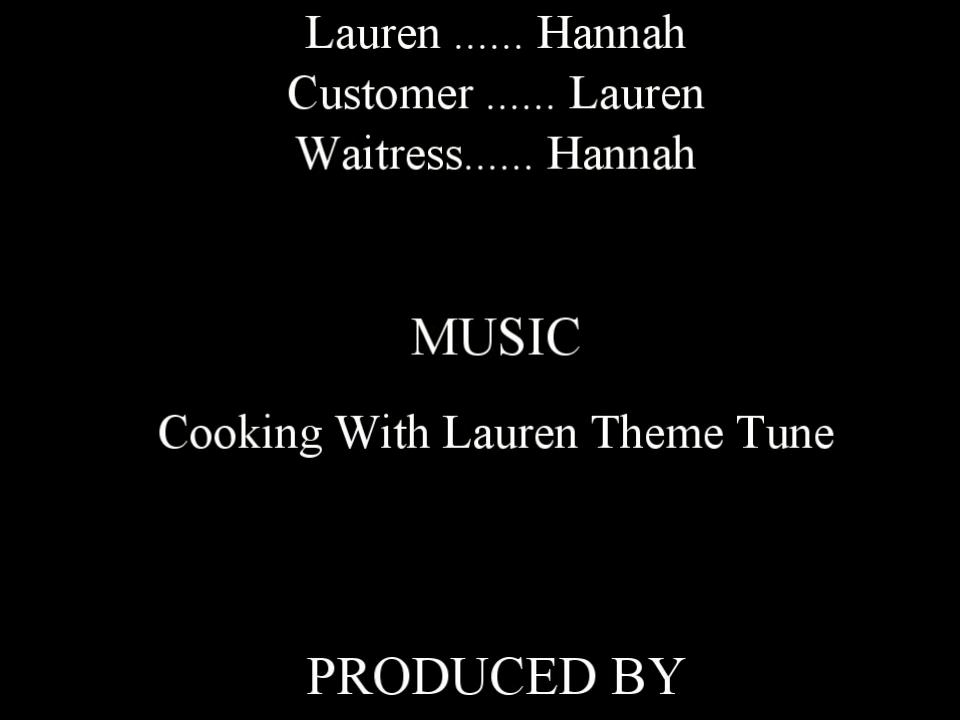 Lauren ...... Hannah
Customer ...... Lauren
Waitress...... Hannah
MUSIC
Cooking With Lauren Theme Tune
PRODUCED BY